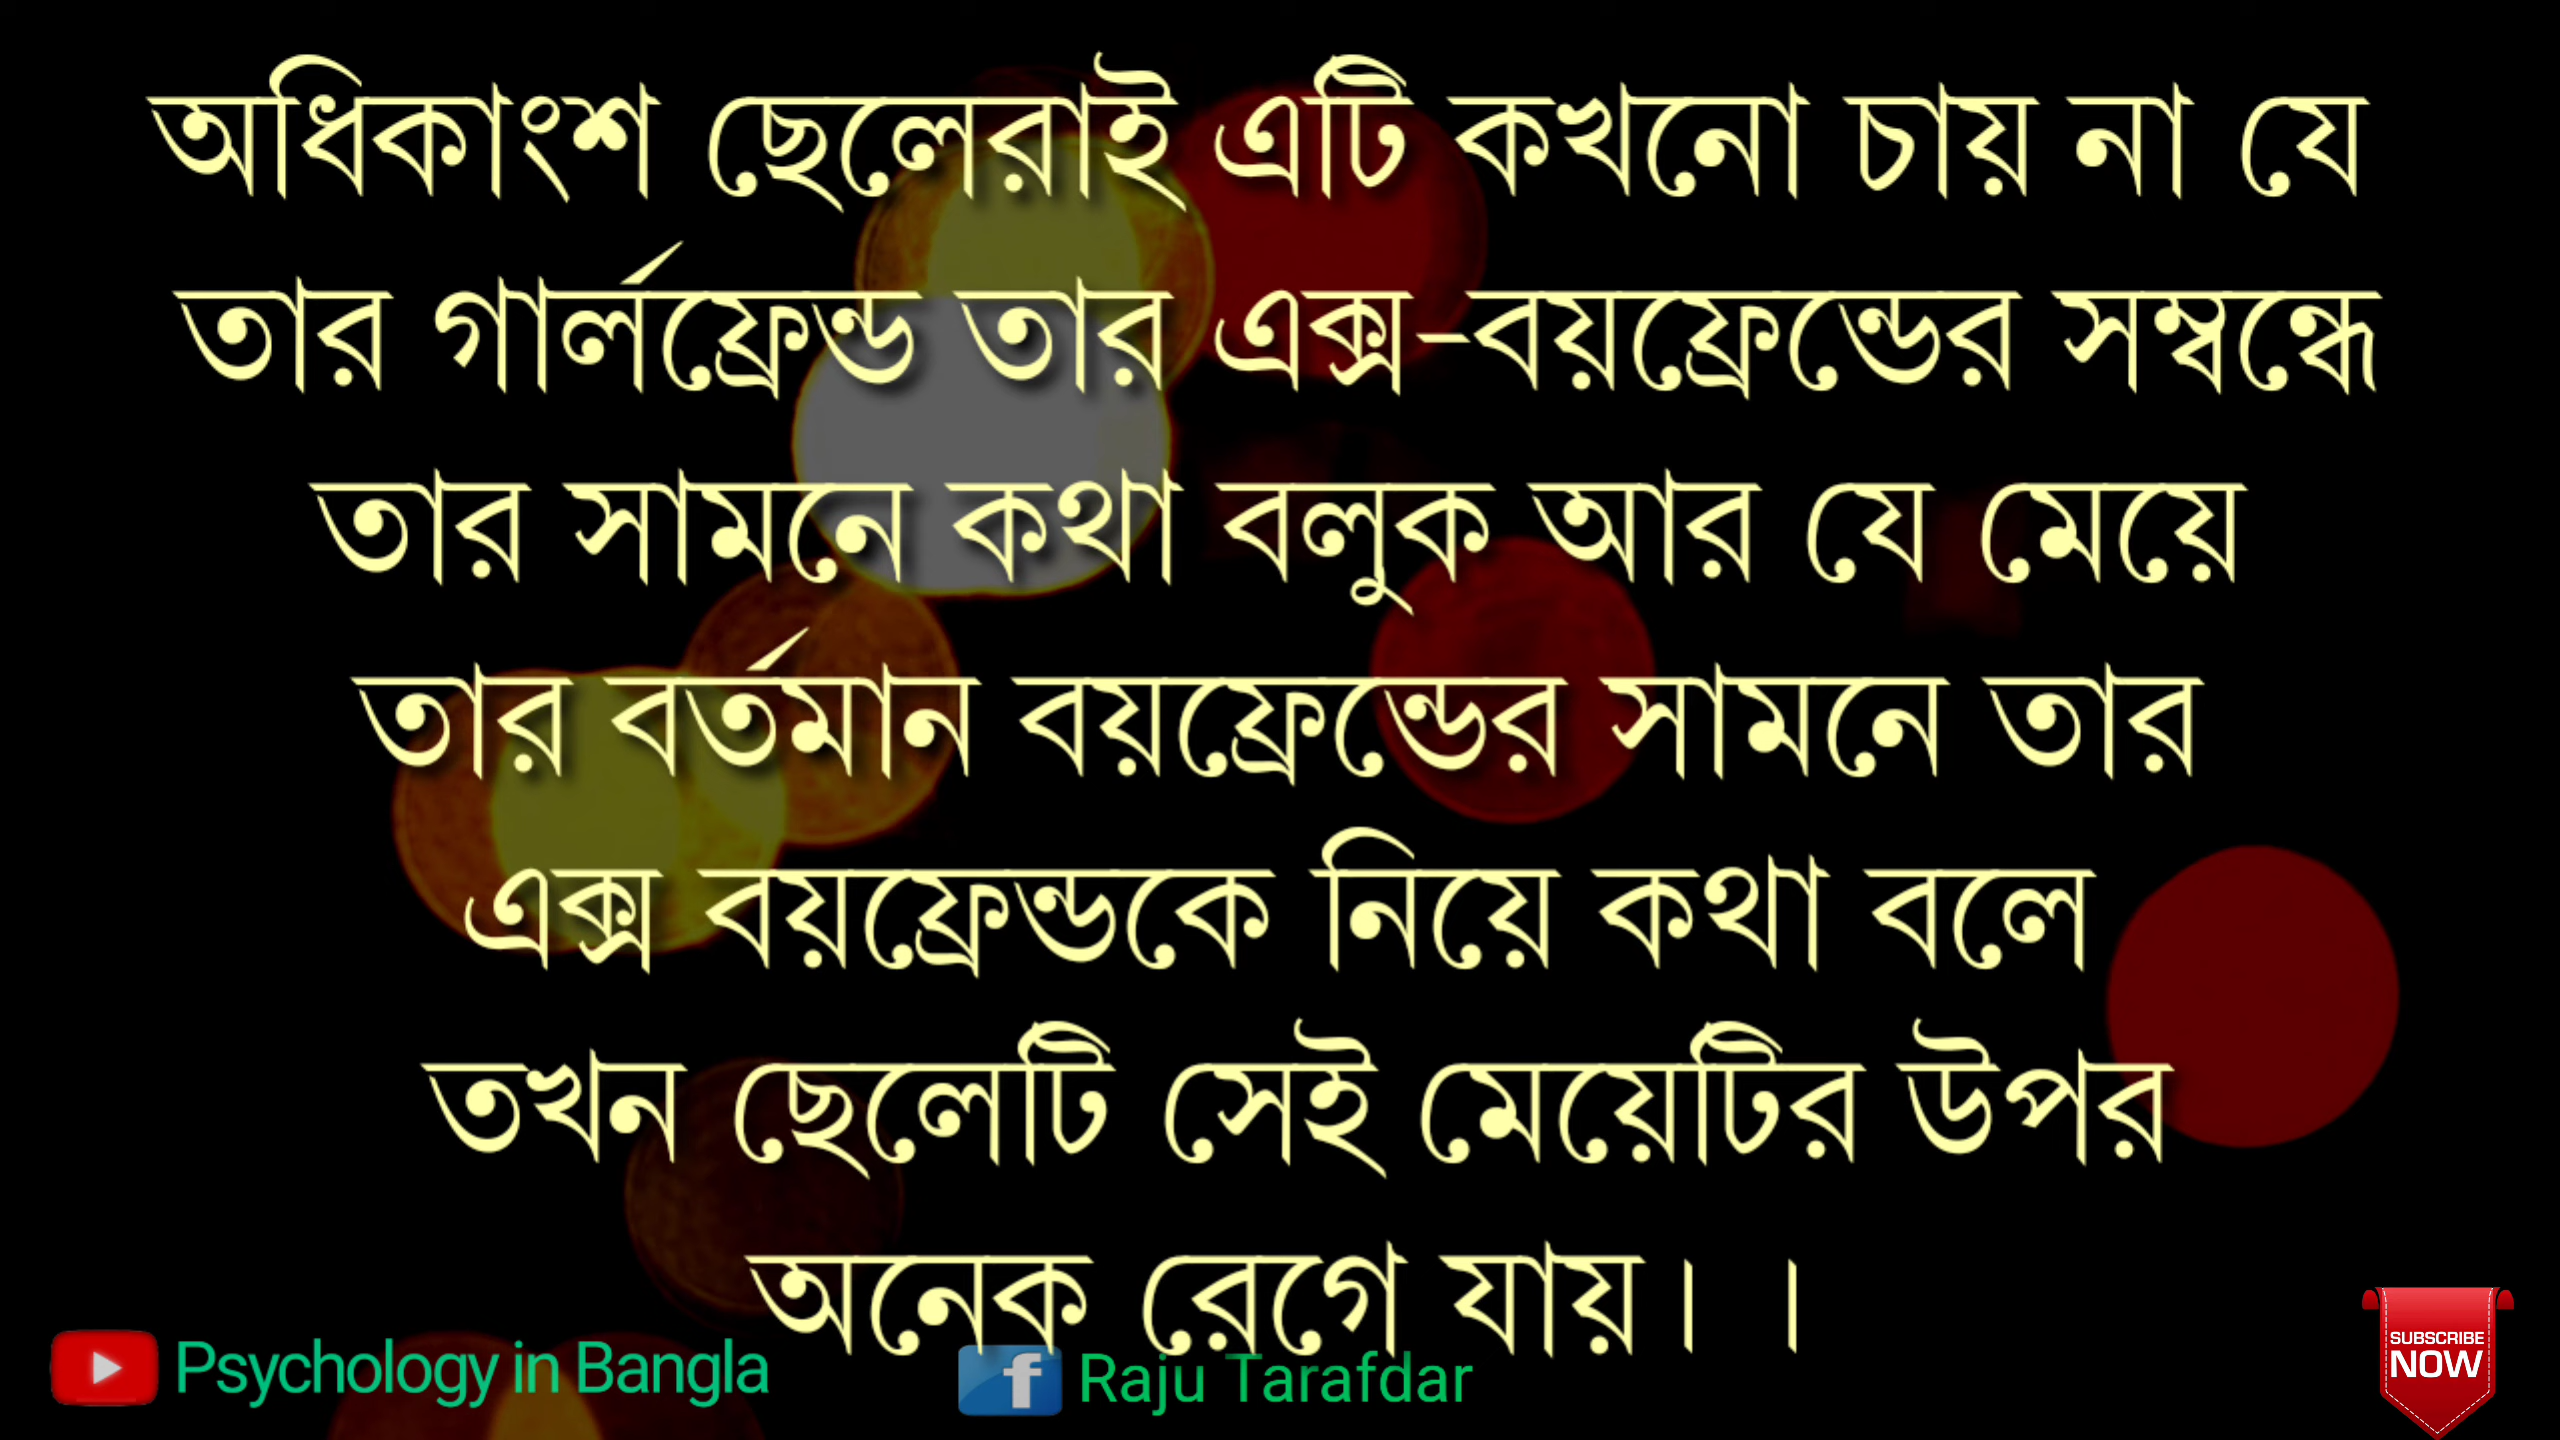 অধিকাংশ ছেলেরাই এটি কখনো চায় না যে
তার গার্লফ্রেন্ড তার এক্স-বয়ফ্রেন্ডের সম্বন্ধে
তার সামনে কথা বলুক আর যে মেয়ে
তার বর্তমান বয়ফ্রেন্ডের সামনে তার
এক্স বয়ফ্রেন্ডকে নিয়ে কথা বলে
তখন ছেলেটি সেই মেয়েটির উপর
অনেক রেগে যায়। ।
Psychology in Bangla
f Raju Tarafdar
SUBSCRIBE
NOW